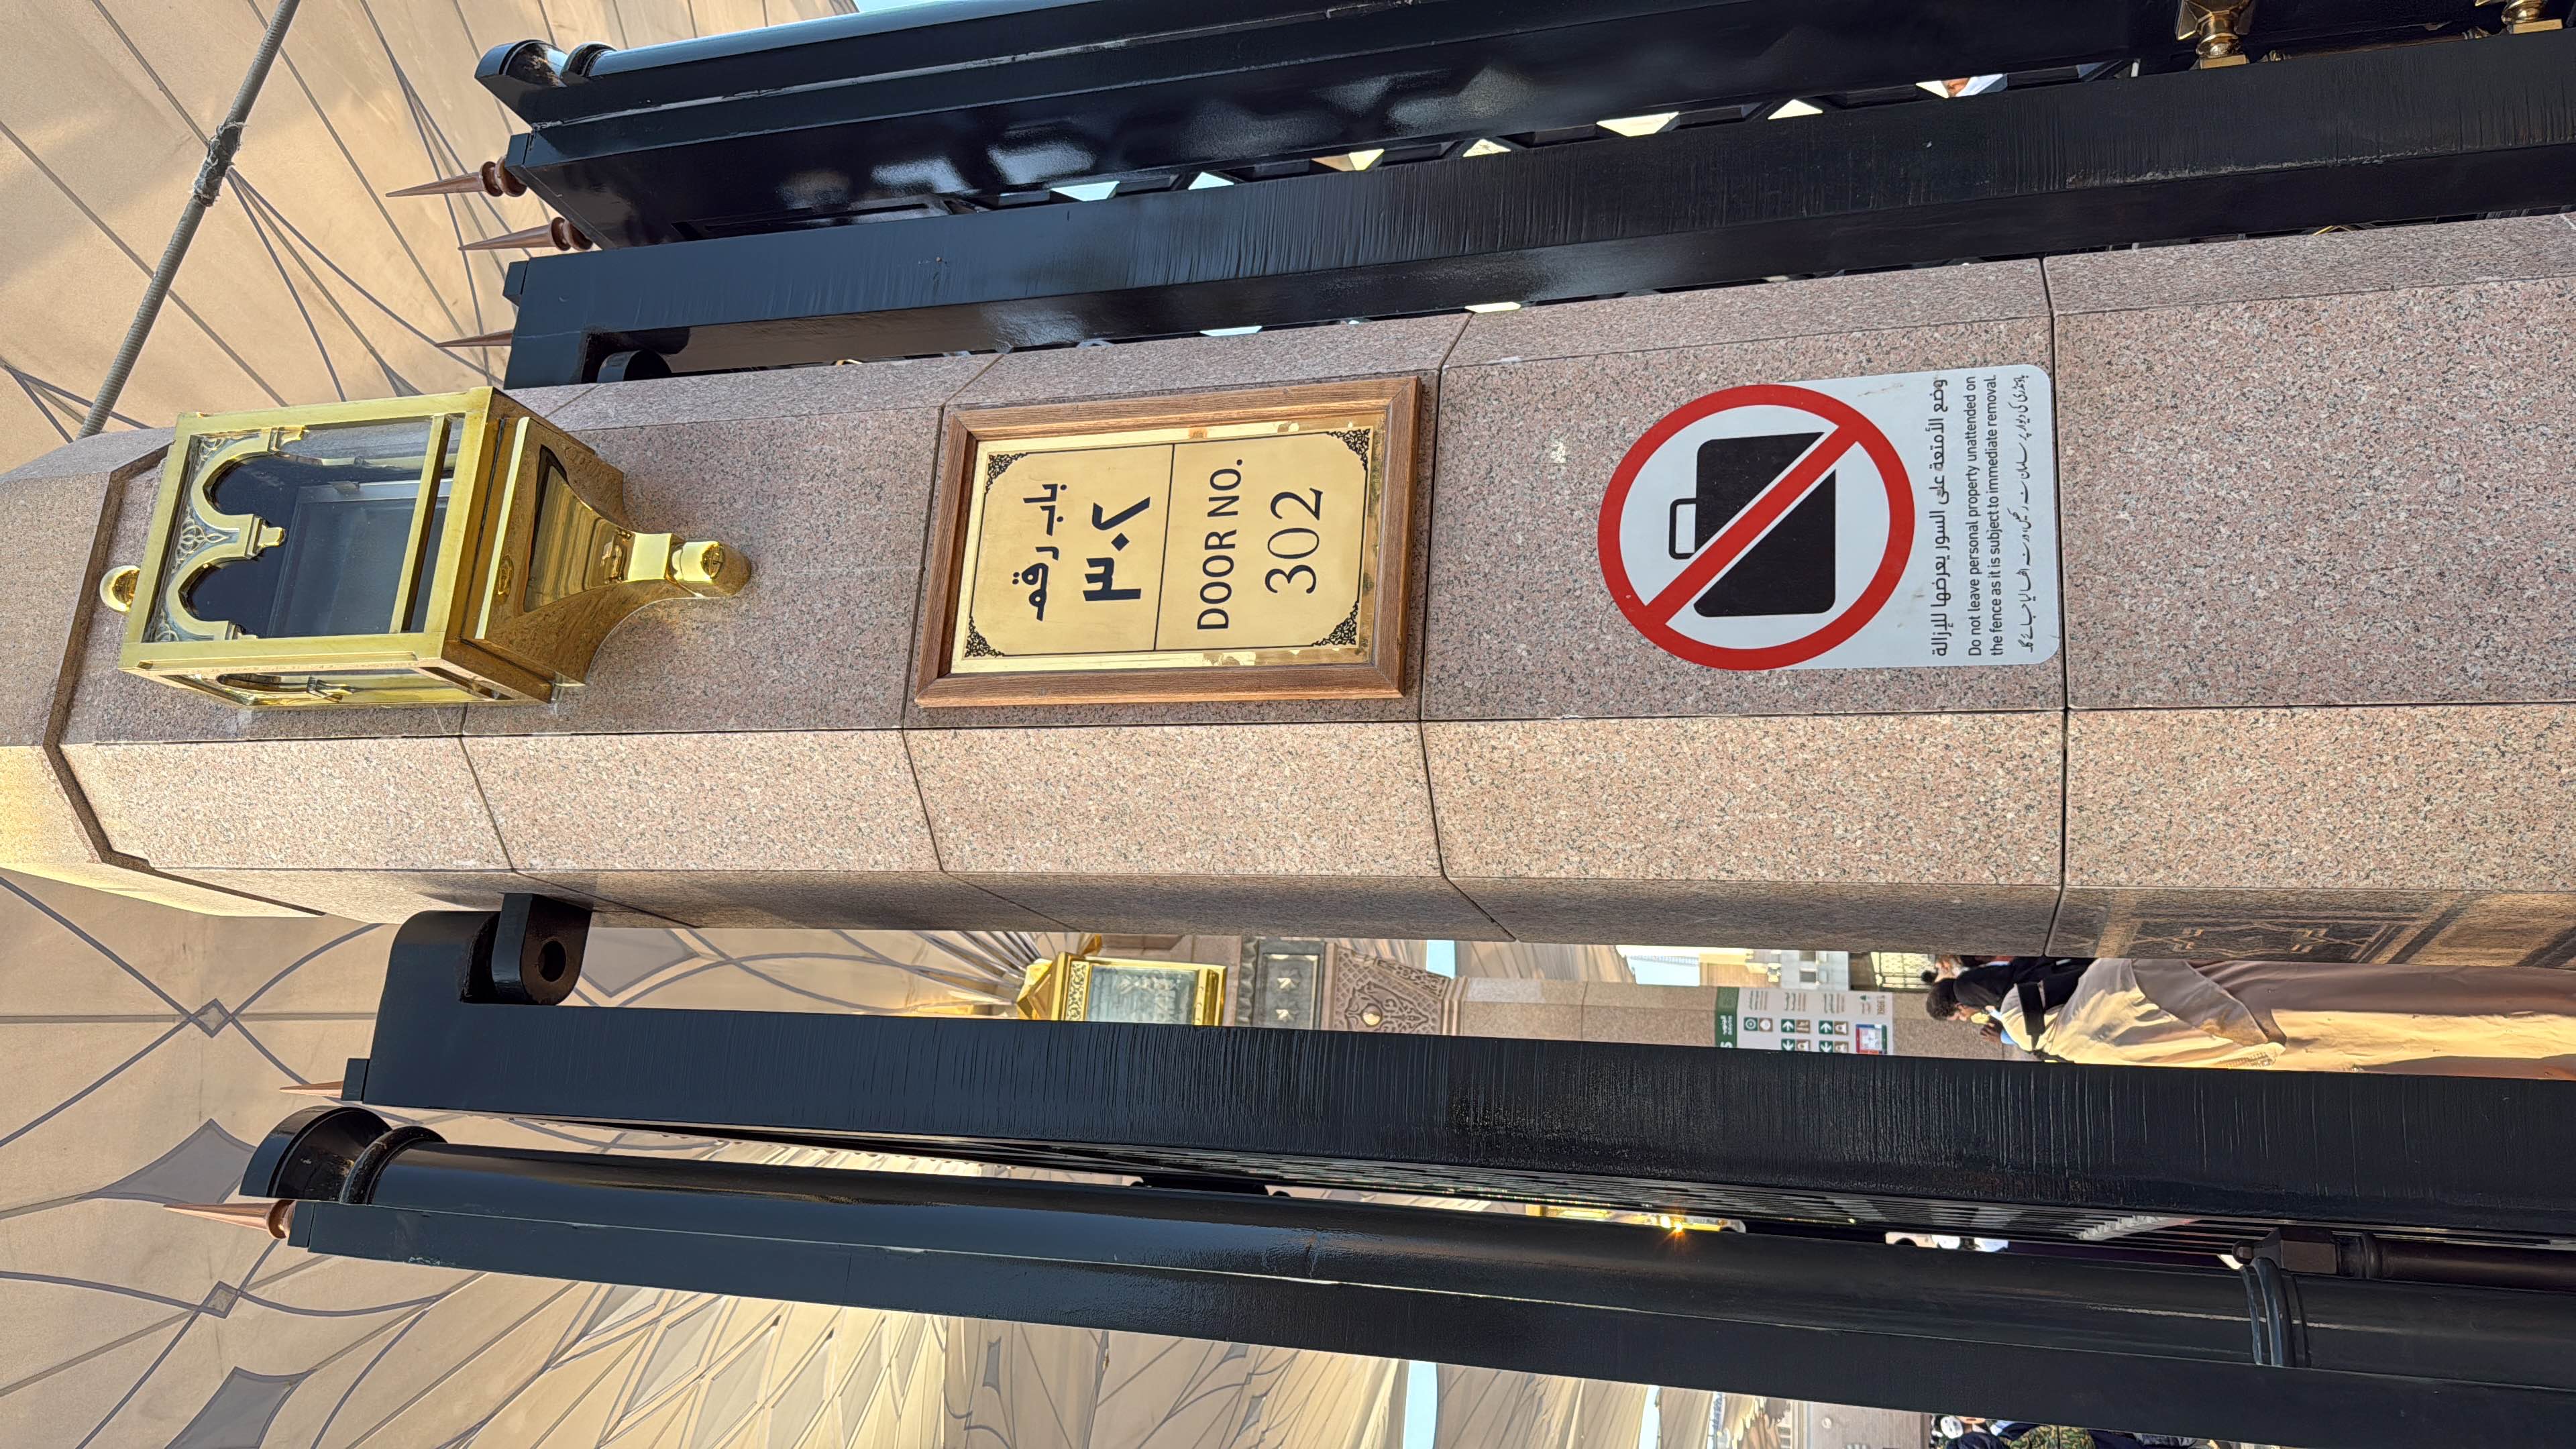 باب رقم
٣٠٢
DOOR NO.
302
وضع الأمتعة على السور يعرضها للإزالة
Do not leave personal property unattended on
the fence as it is subject to immediate removal.